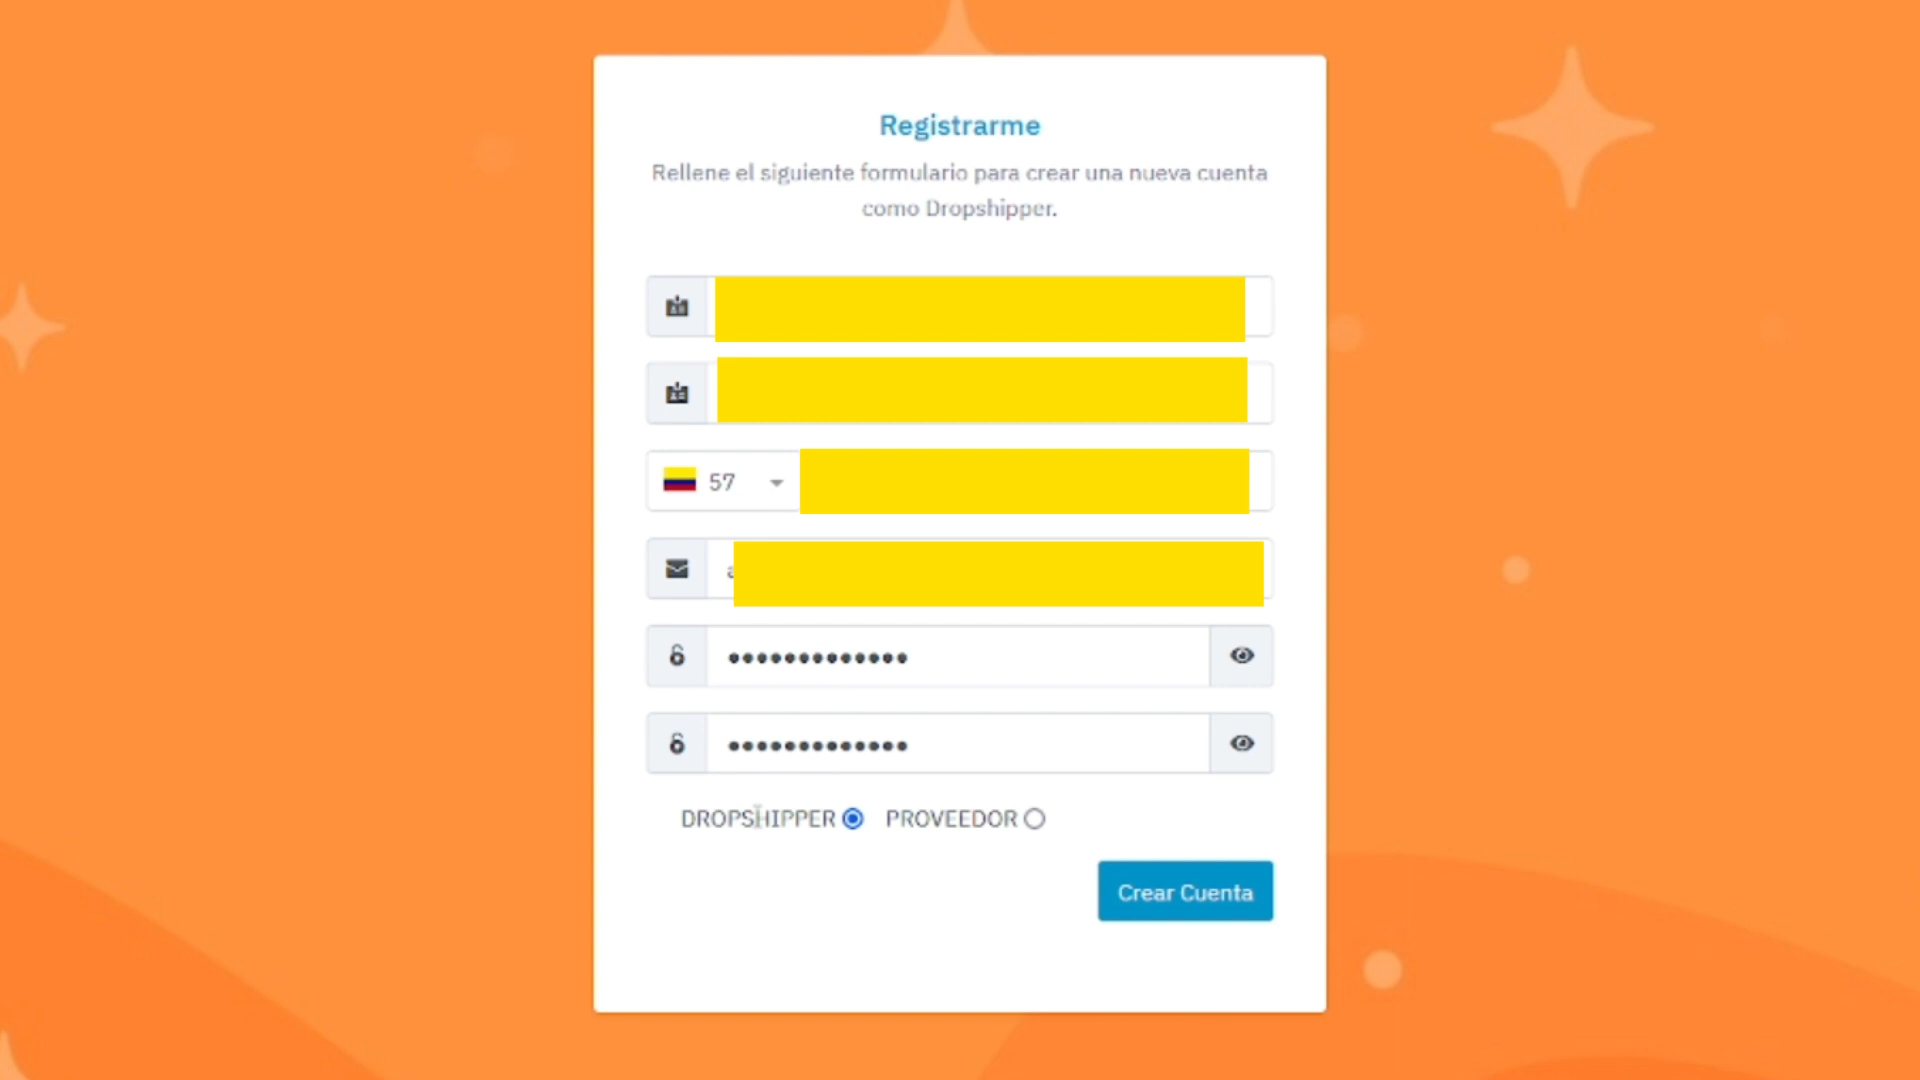 Registrarme
Rellene el siguiente formulario para crear una nueva cuenta
como Dropshipper.
57
•••••••••••••
•••••••••••••
DROPSHIPPER PROVEEDOR
Crear Cuenta